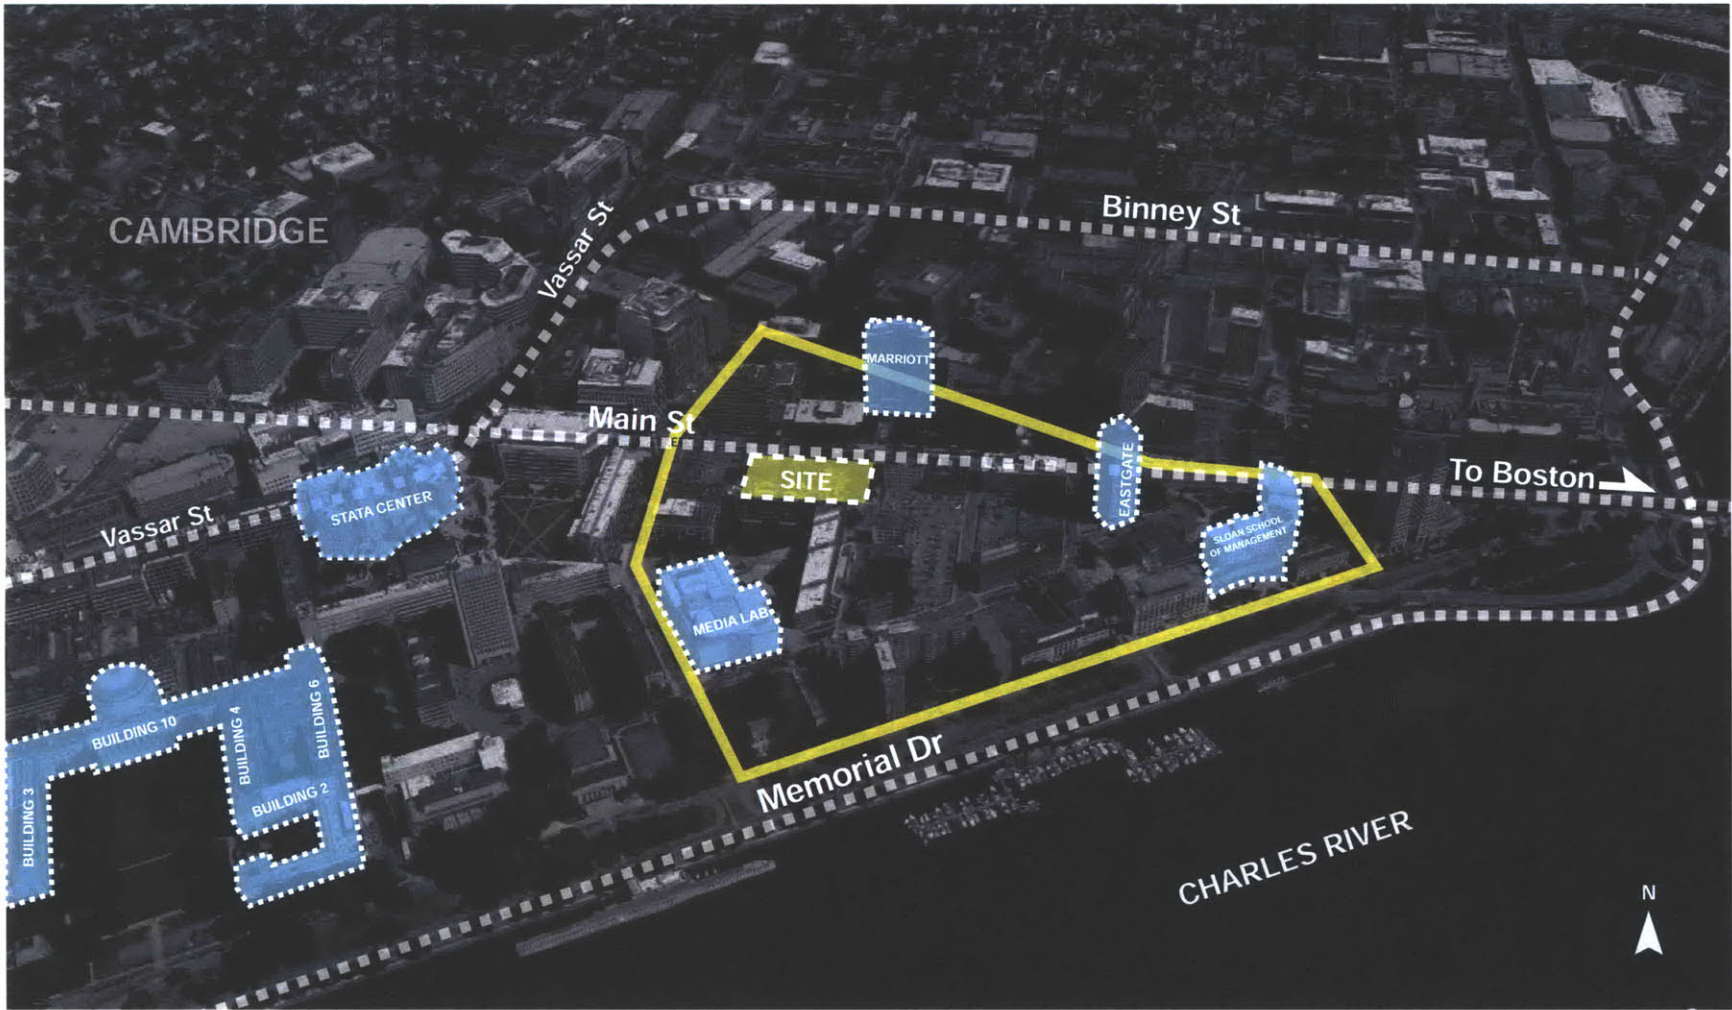 CAMBRIDGE
Vassar St
Binney St
MARRIOTT
Main St
SITE
EASTGATE
To Boston
STATA CENTER
Vassar St
SLOAN SCHOOL
OF MANAGEMENT
MEDIA LAB
BUILDING 10
BUILDING 4
BUILDING 6
BUILDING 2
BUILDING 3
Memorial Dr
CHARLES RIVER
N